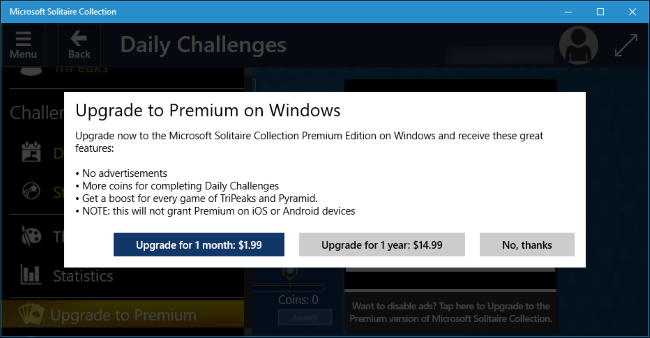 Microsoft Solitaire Collection
Menu
Back
Daily Challenges
TriPeaks
Challen
Upgrade to Premium on Windows
Upgrade now to the Microsoft Solitaire Collection Premium Edition on Windows and receive these great
features:
• No advertisements
• More coins for completing Daily Challenges
• Get a boost for every game of TriPeaks and Pyramid.
• NOTE: this will not grant Premium on iOS or Android devices
Upgrade for 1 month: $1.99
Upgrade for 1 year: $14.99
No, thanks
D
St
Th
Statistics
Upgrade to Premium
Coins: 0
Want to disable ads? Tap here to Upgrade to the
Premium version of Microsoft Solitaire Collection.